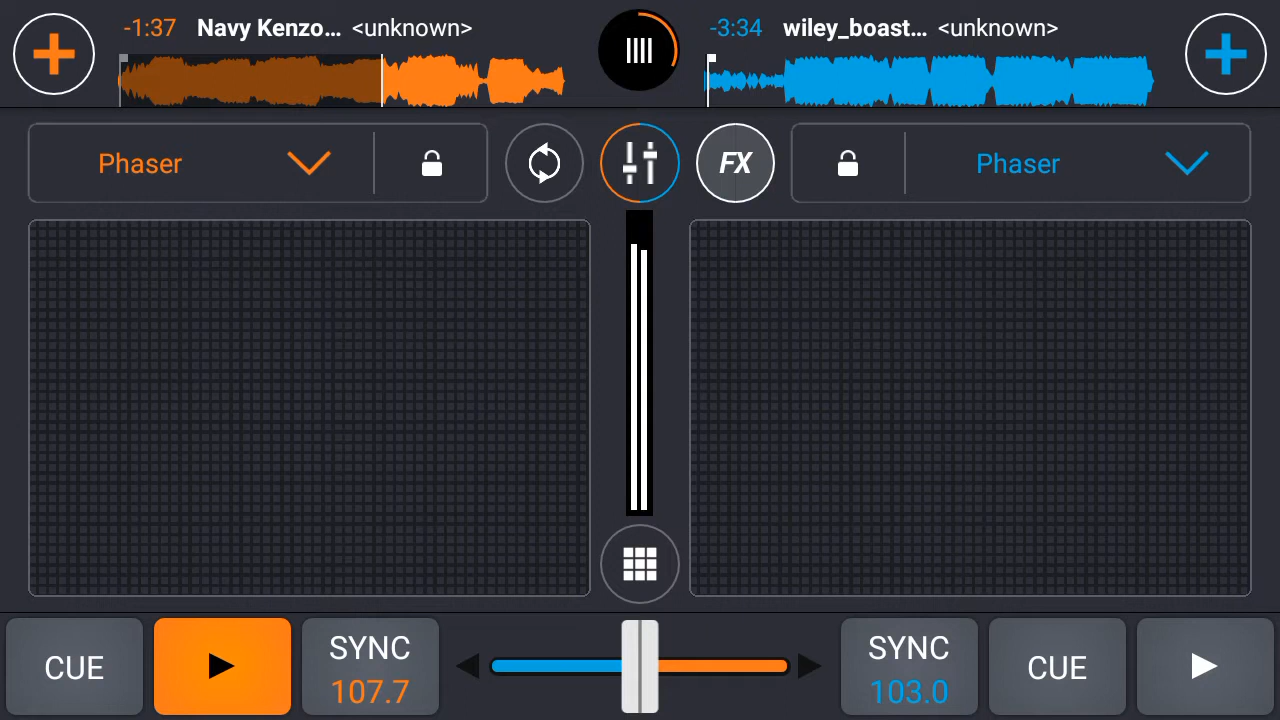 -1:37 Navy Kenzo... <unknown>
-3:34 wiley_boast... <unknown>
Phaser
FX
Phaser
CUE
SYNC
107.7
SYNC
103.0
CUE